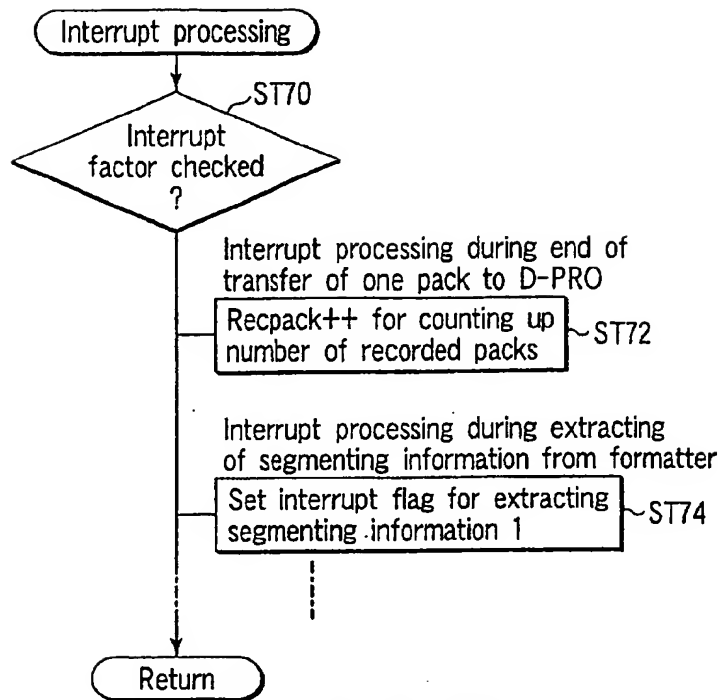 Interrupt processing
ST70
Interrupt
factor checked
?
Interrupt processing during end of
transfer of one pack to D-PRO
Recpack++ for counting up
number of recorded packs
ST72
Interrupt processing during extracting
of segmenting information from formatter
Set interrupt flag for extracting
segmenting information 1
ST74
Return